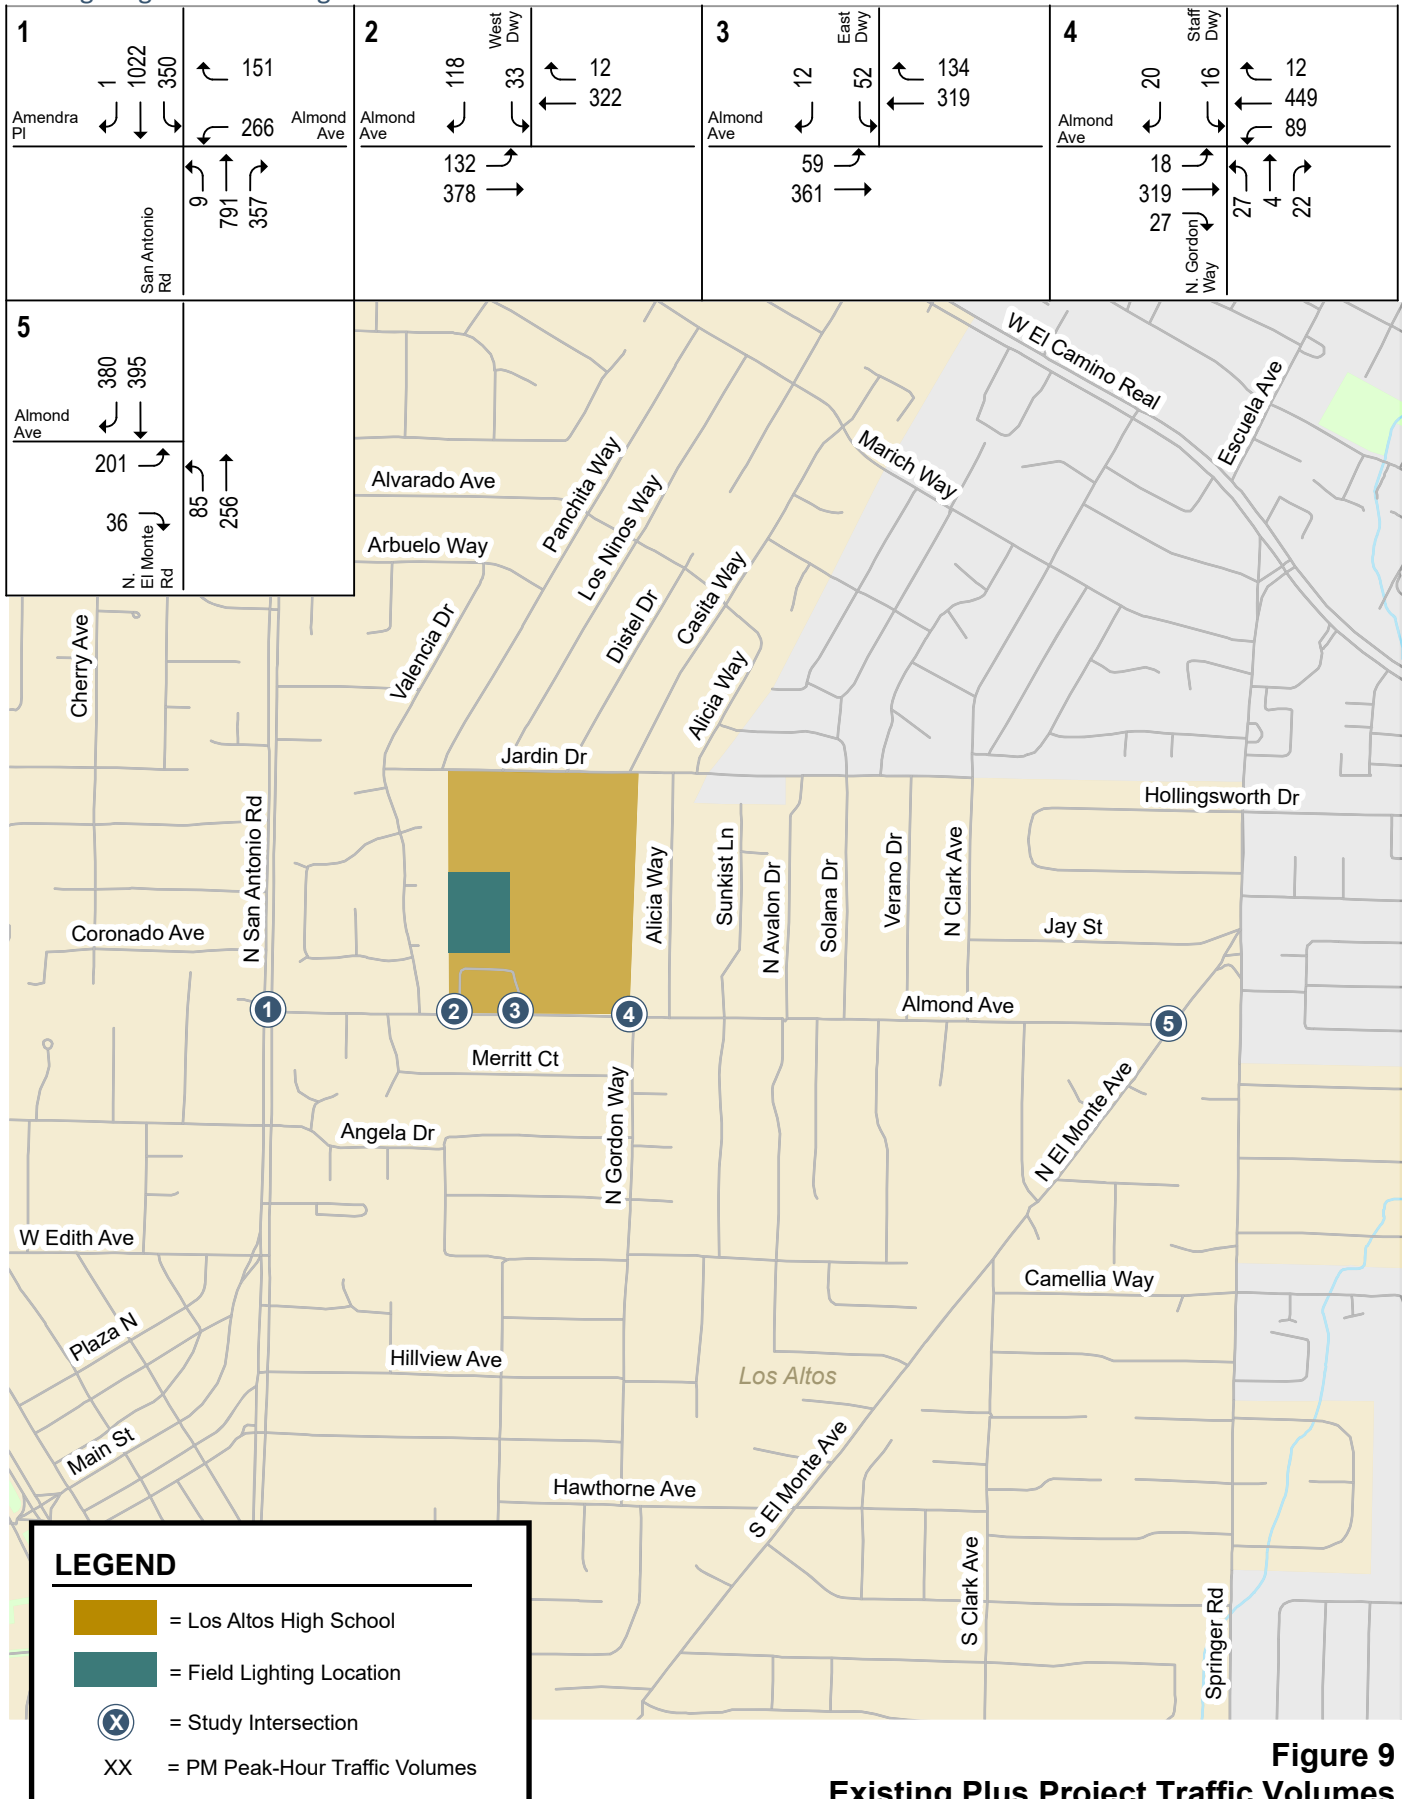 1
1
1022
350
151
266
Amendra
Pl
Almond
Ave
9
791
357
San Antonio
Rd
2
118
33
West
Dwy
12
322
Almond
Ave
132
378
3
12
52
East
Dwy
134
319
Almond
Ave
59
361
4
20
16
Staff
Dwy
12
449
89
Almond
Ave
18
319
27
27
4
22
N. Gordon
Way
5
380
395
Almond
Ave
201
36
85
256
N.
El Monte
Rd
W El Camino Real
Escuela Ave
Marich Way
Alvarado Ave
Panchita Way
Los Ninos Way
Arbuelo Way
Distel Dr
Casita Way
Valencia Dr
Alicia Way
Cherry Ave
Jardin Dr
Hollingsworth Dr
N San Antonio Rd
Alicia Way
Sunkist Ln
N Avalon Dr
Solana Dr
Verano Dr
N Clark Ave
Coronado Ave
Jay St
Almond Ave
1
2
3
4
5
Merritt Ct
N Gordon Way
N El Monte Ave
Angela Dr
W Edith Ave
Camellia Way
Plaza N
Hillview Ave
Los Altos
Main St
S El Monte Ave
Hawthorne Ave
S Clark Ave
Springer Rd
LEGEND
= Los Altos High School
= Field Lighting Location
X = Study Intersection
XX = PM Peak-Hour Traffic Volumes
Figure 9
Existing Plus Project Traffic Volumes